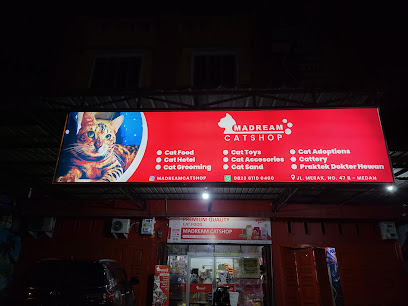 MADREAM
CATSHOP
Cat Food
Cat Hotel
Cat Grooming
Cat Toys
Cat Accesories
Cat Sand
Cat Adoptions
Cattery
Praktek Dokter Hewan
MADREAMCATSHOP
JL. MERAK, NO. 47 B - MEDAN
PREMIUM QUALITY
MADREAM CATSHOP